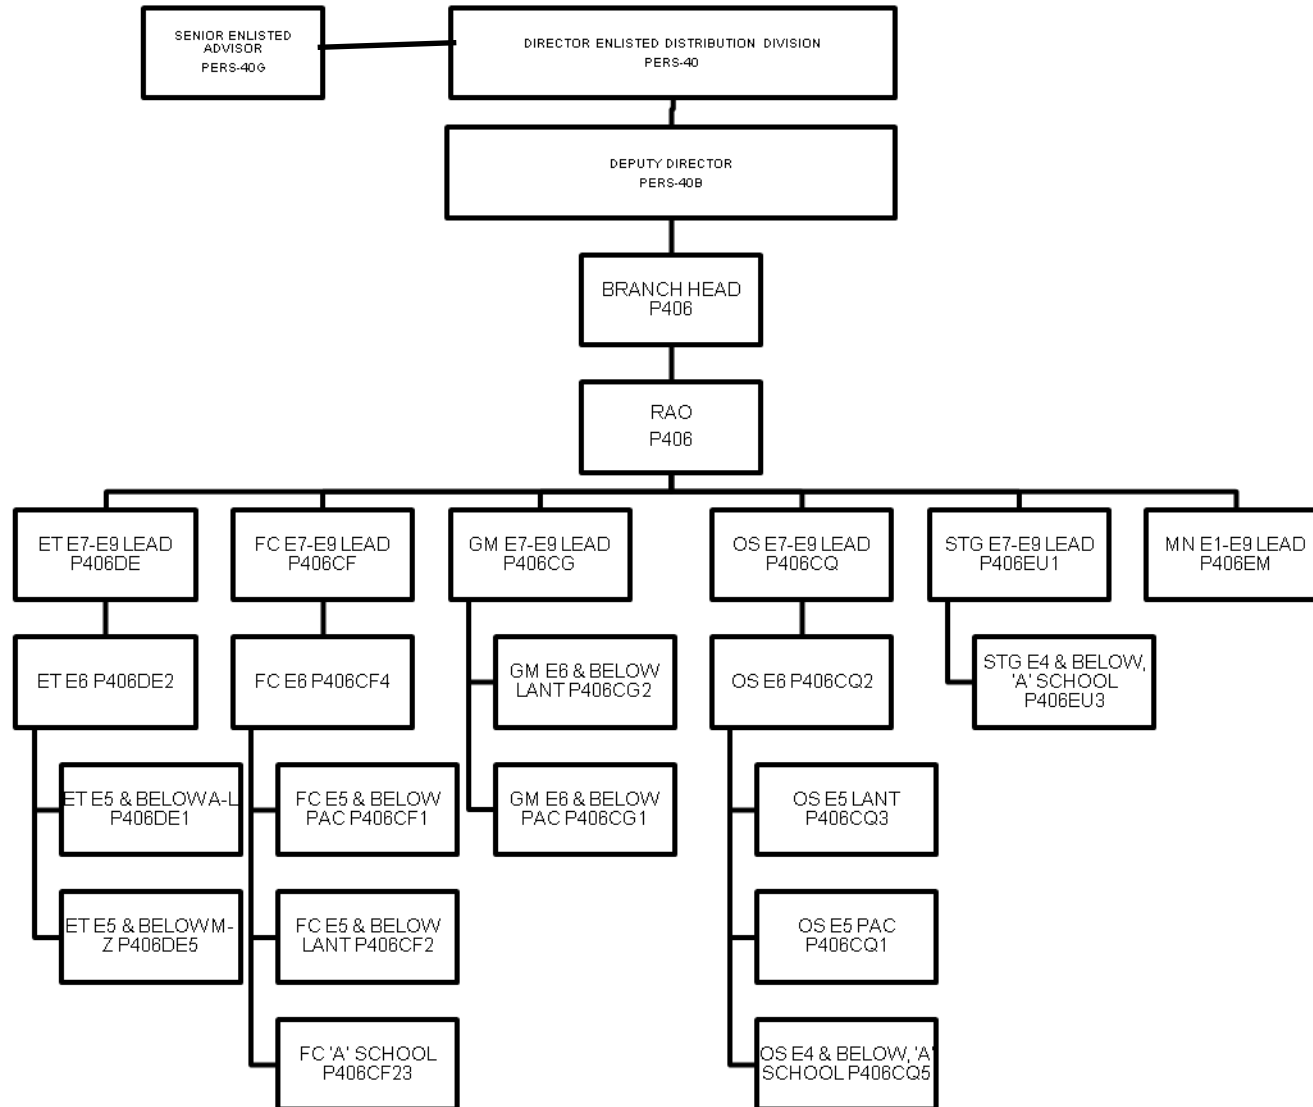 SENIOR ENLISTED
ADVISOR
PERS-40G
DIRECTOR ENLISTED DISTRIBUTION DIVISION
PERS-40
DEPUTY DIRECTOR
PERS-40B
BRANCH HEAD
P406
RAO
P406
ET E7-E9 LEAD
P406DE
FC E7-E9 LEAD
P406CF
GM E7-E9 LEAD
P406CG
OS E7-E9 LEAD
P406CQ
STG E7-E9 LEAD
P406EU1
MN E1-E9 LEAD
P406EM
ET E6 P406DE2
FC E6 P406CF4
GM E6 & BELOW
LANT P406CG2
OS E6 P406CQ2
STG E4 & BELOW,
'A' SCHOOL
P406EU3
ET E5 & BELOW A-L
P406DE1
FC E5 & BELOW
PAC P406CF1
GM E6 & BELOW
PAC P406CG1
OS E5 LANT
P406CQ3
ET E5 & BELOW M-
Z P406DE5
FC E5 & BELOW
LANT P406CF2
OS E5 PAC
P406CQ1
FC 'A' SCHOOL
P406CF23
OS E4 & BELOW, 'A'
SCHOOL P406CQ5